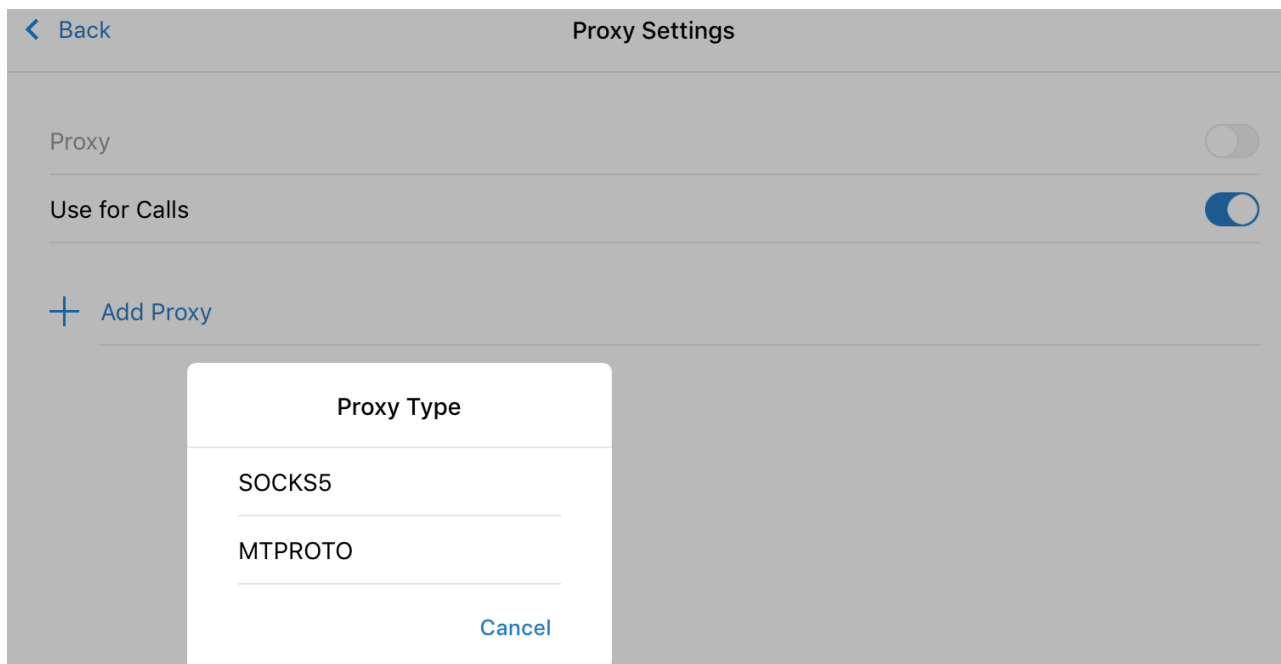 Back
Proxy Settings
Proxy
Use for Calls
Add Proxy
Proxy Type
SOCKS5
MTPROTO
Cancel